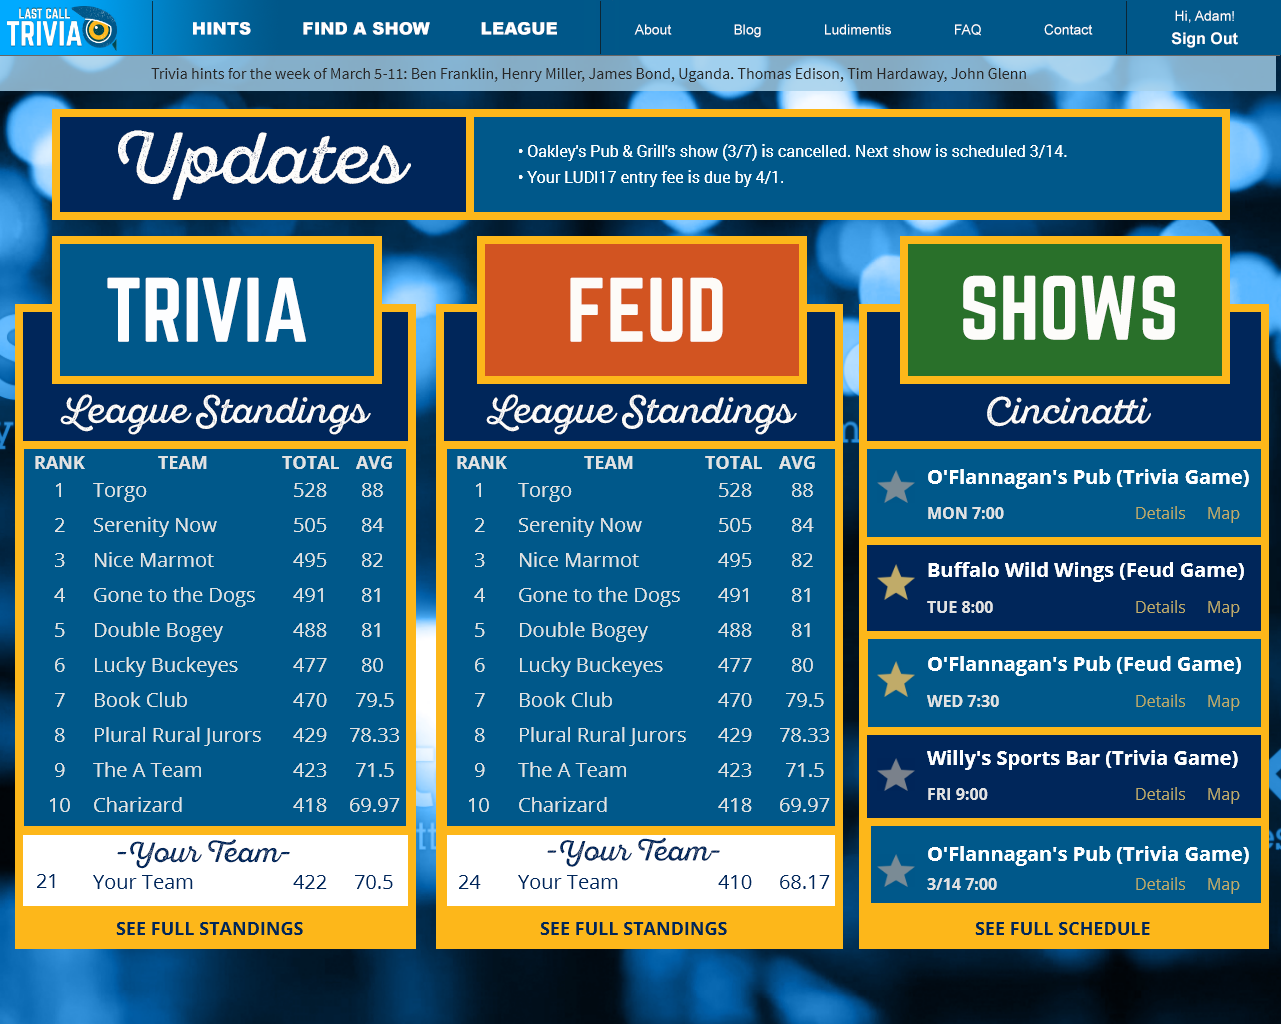 LAST CALL
TRIVIA
HINTS
FIND A SHOW
LEAGUE
About
Blog
Ludimentis
FAQ
Contact
Hi, Adam!
Sign Out
Trivia hints for the week of March 5-11: Ben Franklin, Henry Miller, James Bond, Uganda. Thomas Edison, Tim Hardaway, John Glenn
Updates
• Oakley's Pub & Grill's show (3/7) is cancelled. Next show is scheduled 3/14.
• Your LUDI17 entry fee is due by 4/1.
TRIVIA
League Standings
RANK TEAM TOTAL AVG
1 Torgo 528 88
2 Serenity Now 505 84
3 Nice Marmot 495 82
4 Gone to the Dogs 491 81
5 Double Bogey 488 81
6 Lucky Buckeyes 477 80
7 Book Club 470 79.5
8 Plural Rural Jurors 429 78.33
9 The A Team 423 71.5
10 Charizard 418 69.97
-Your Team-
21 Your Team 422 70.5
SEE FULL STANDINGS
FEUD
League Standings
RANK TEAM TOTAL AVG
1 Torgo 528 88
2 Serenity Now 505 84
3 Nice Marmot 495 82
4 Gone to the Dogs 491 81
5 Double Bogey 488 81
6 Lucky Buckeyes 477 80
7 Book Club 470 79.5
8 Plural Rural Jurors 429 78.33
9 The A Team 423 71.5
10 Charizard 418 69.97
-Your Team-
24 Your Team 410 68.17
SEE FULL STANDINGS
SHOWS
Cincinatti
O'Flannagan's Pub (Trivia Game)
MON 7:00 Details Map
Buffalo Wild Wings (Feud Game)
TUE 8:00 Details Map
O'Flannagan's Pub (Feud Game)
WED 7:30 Details Map
Willy's Sports Bar (Trivia Game)
FRI 9:00 Details Map
O'Flannagan's Pub (Trivia Game)
3/14 7:00 Details Map
SEE FULL SCHEDULE